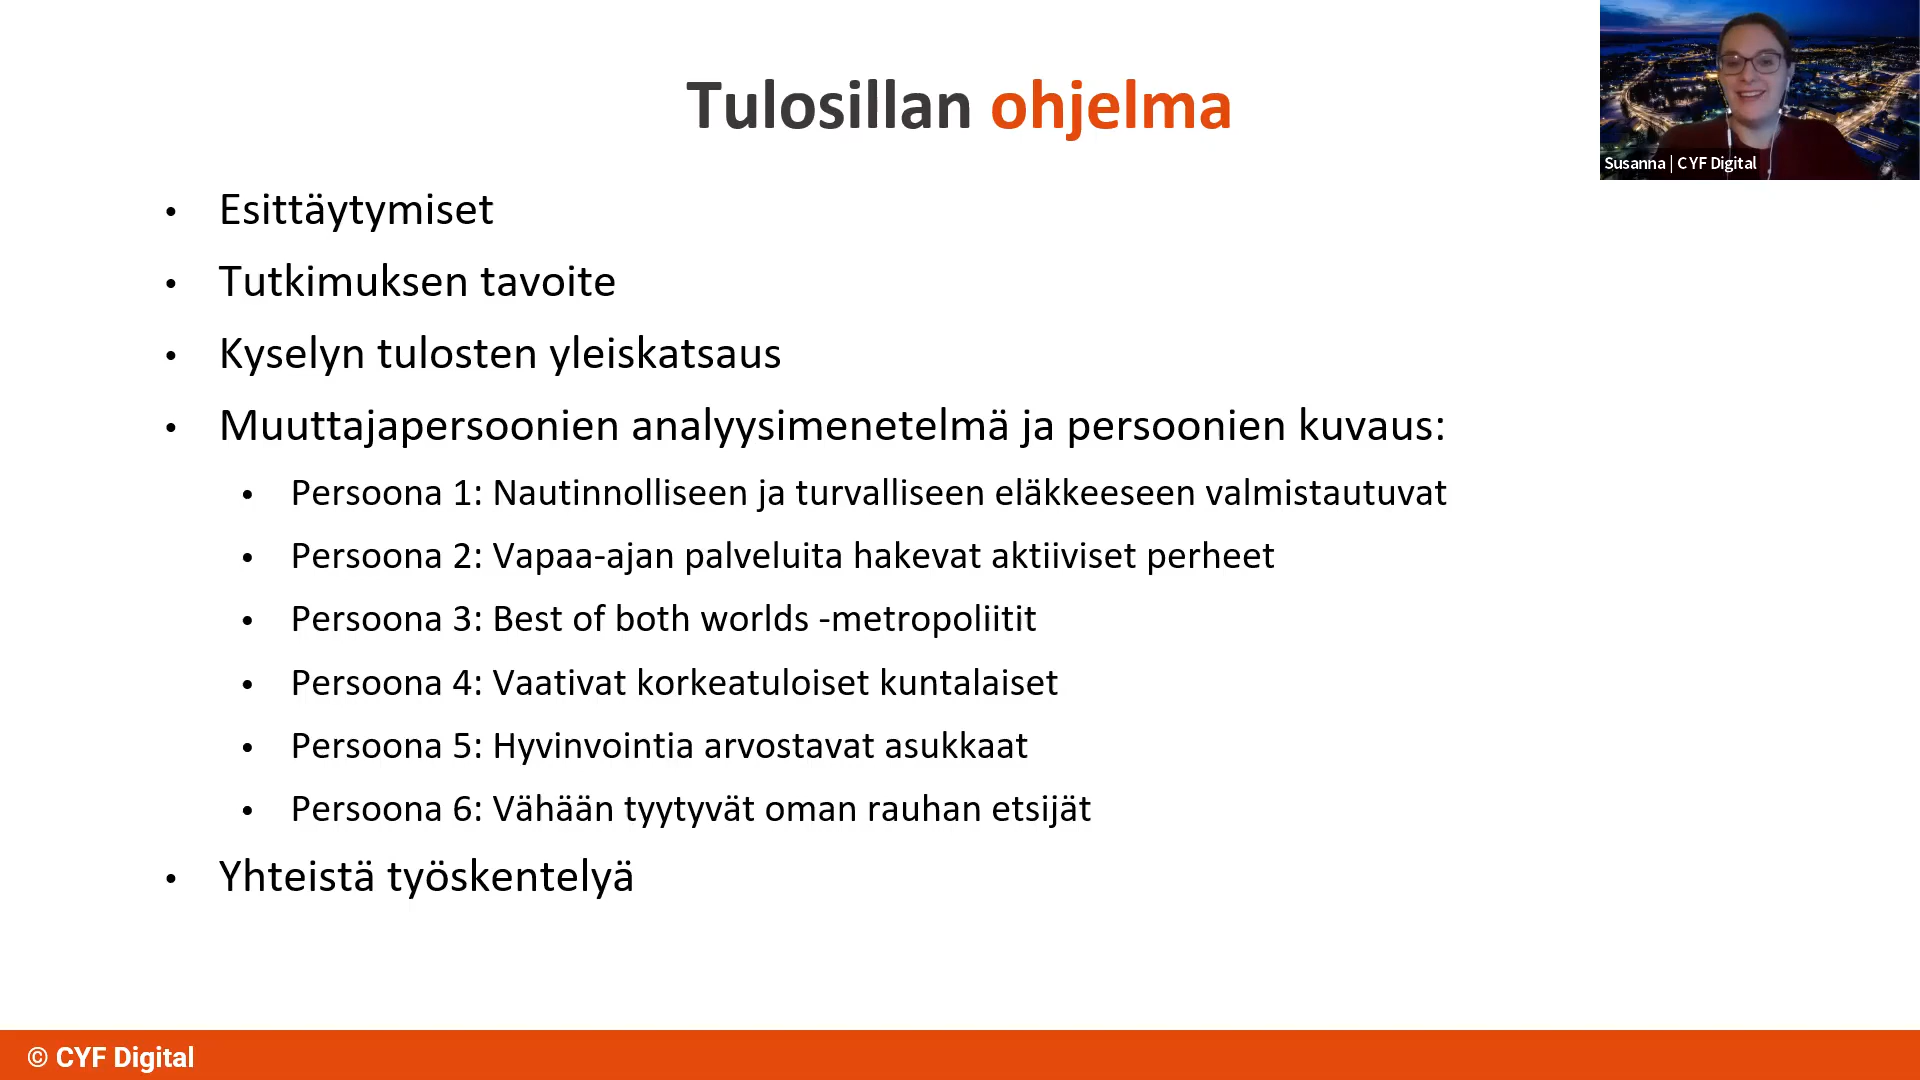 Tulosillan ohjelma
Susanna | CYF Digital
• Esittäytymiset
• Tutkimuksen tavoite
• Kyselyn tulosten yleiskatsaus
• Muuttajapersoonien analyysimenetelmä ja persoonien kuvaus:
• Persoona 1: Nautinnolliseen ja turvalliseen eläkkeeseen valmistautuvat
• Persoona 2: Vapaa-ajan palveluita hakevat aktiiviset perheet
• Persoona 3: Best of both worlds -metropoliitit
• Persoona 4: Vaativat korkeatuloiset kuntalaiset
• Persoona 5: Hyvinvointia arvostavat asukkaat
• Persoona 6: Vähään tyytyvät oman rauhan etsijät
• Yhteistä työskentelyä
© CYF Digital